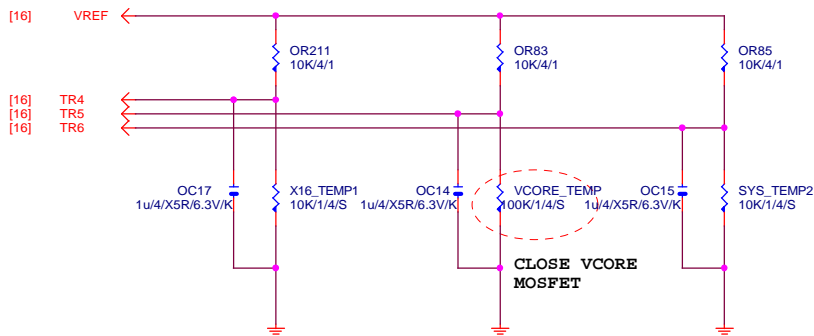 [16] VREF
OR211
10K/4/1
OR83
10K/4/1
OR85
10K/4/1
[16] TR4
[16] TR5
[16] TR6
OC17
1u/4/X5R/6.3V/K
X16_TEMP1
10K/1/4/S
OC14
1u/4/X5R/6.3V/K
VCORE_TEMP
100K/1/4/S
OC15
1u/4/X5R/6.3V/K
SYS_TEMP2
10K/1/4/S
CLOSE VCORE
MOSFET